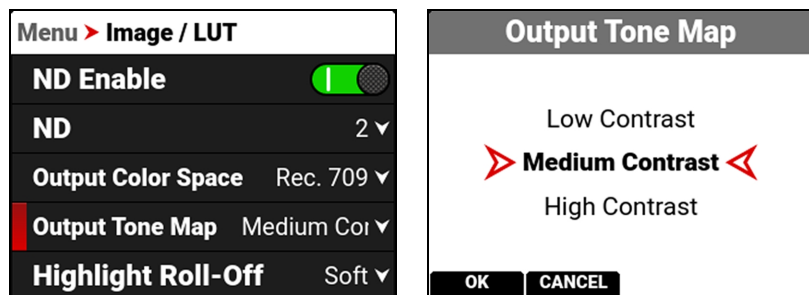 Menu > Image / LUT
ND Enable
ND 2
Output Color Space Rec. 709
Output Tone Map Medium Cor
Highlight Roll-Off Soft
Output Tone Map
Low Contrast
Medium Contrast
High Contrast
OK CANCEL